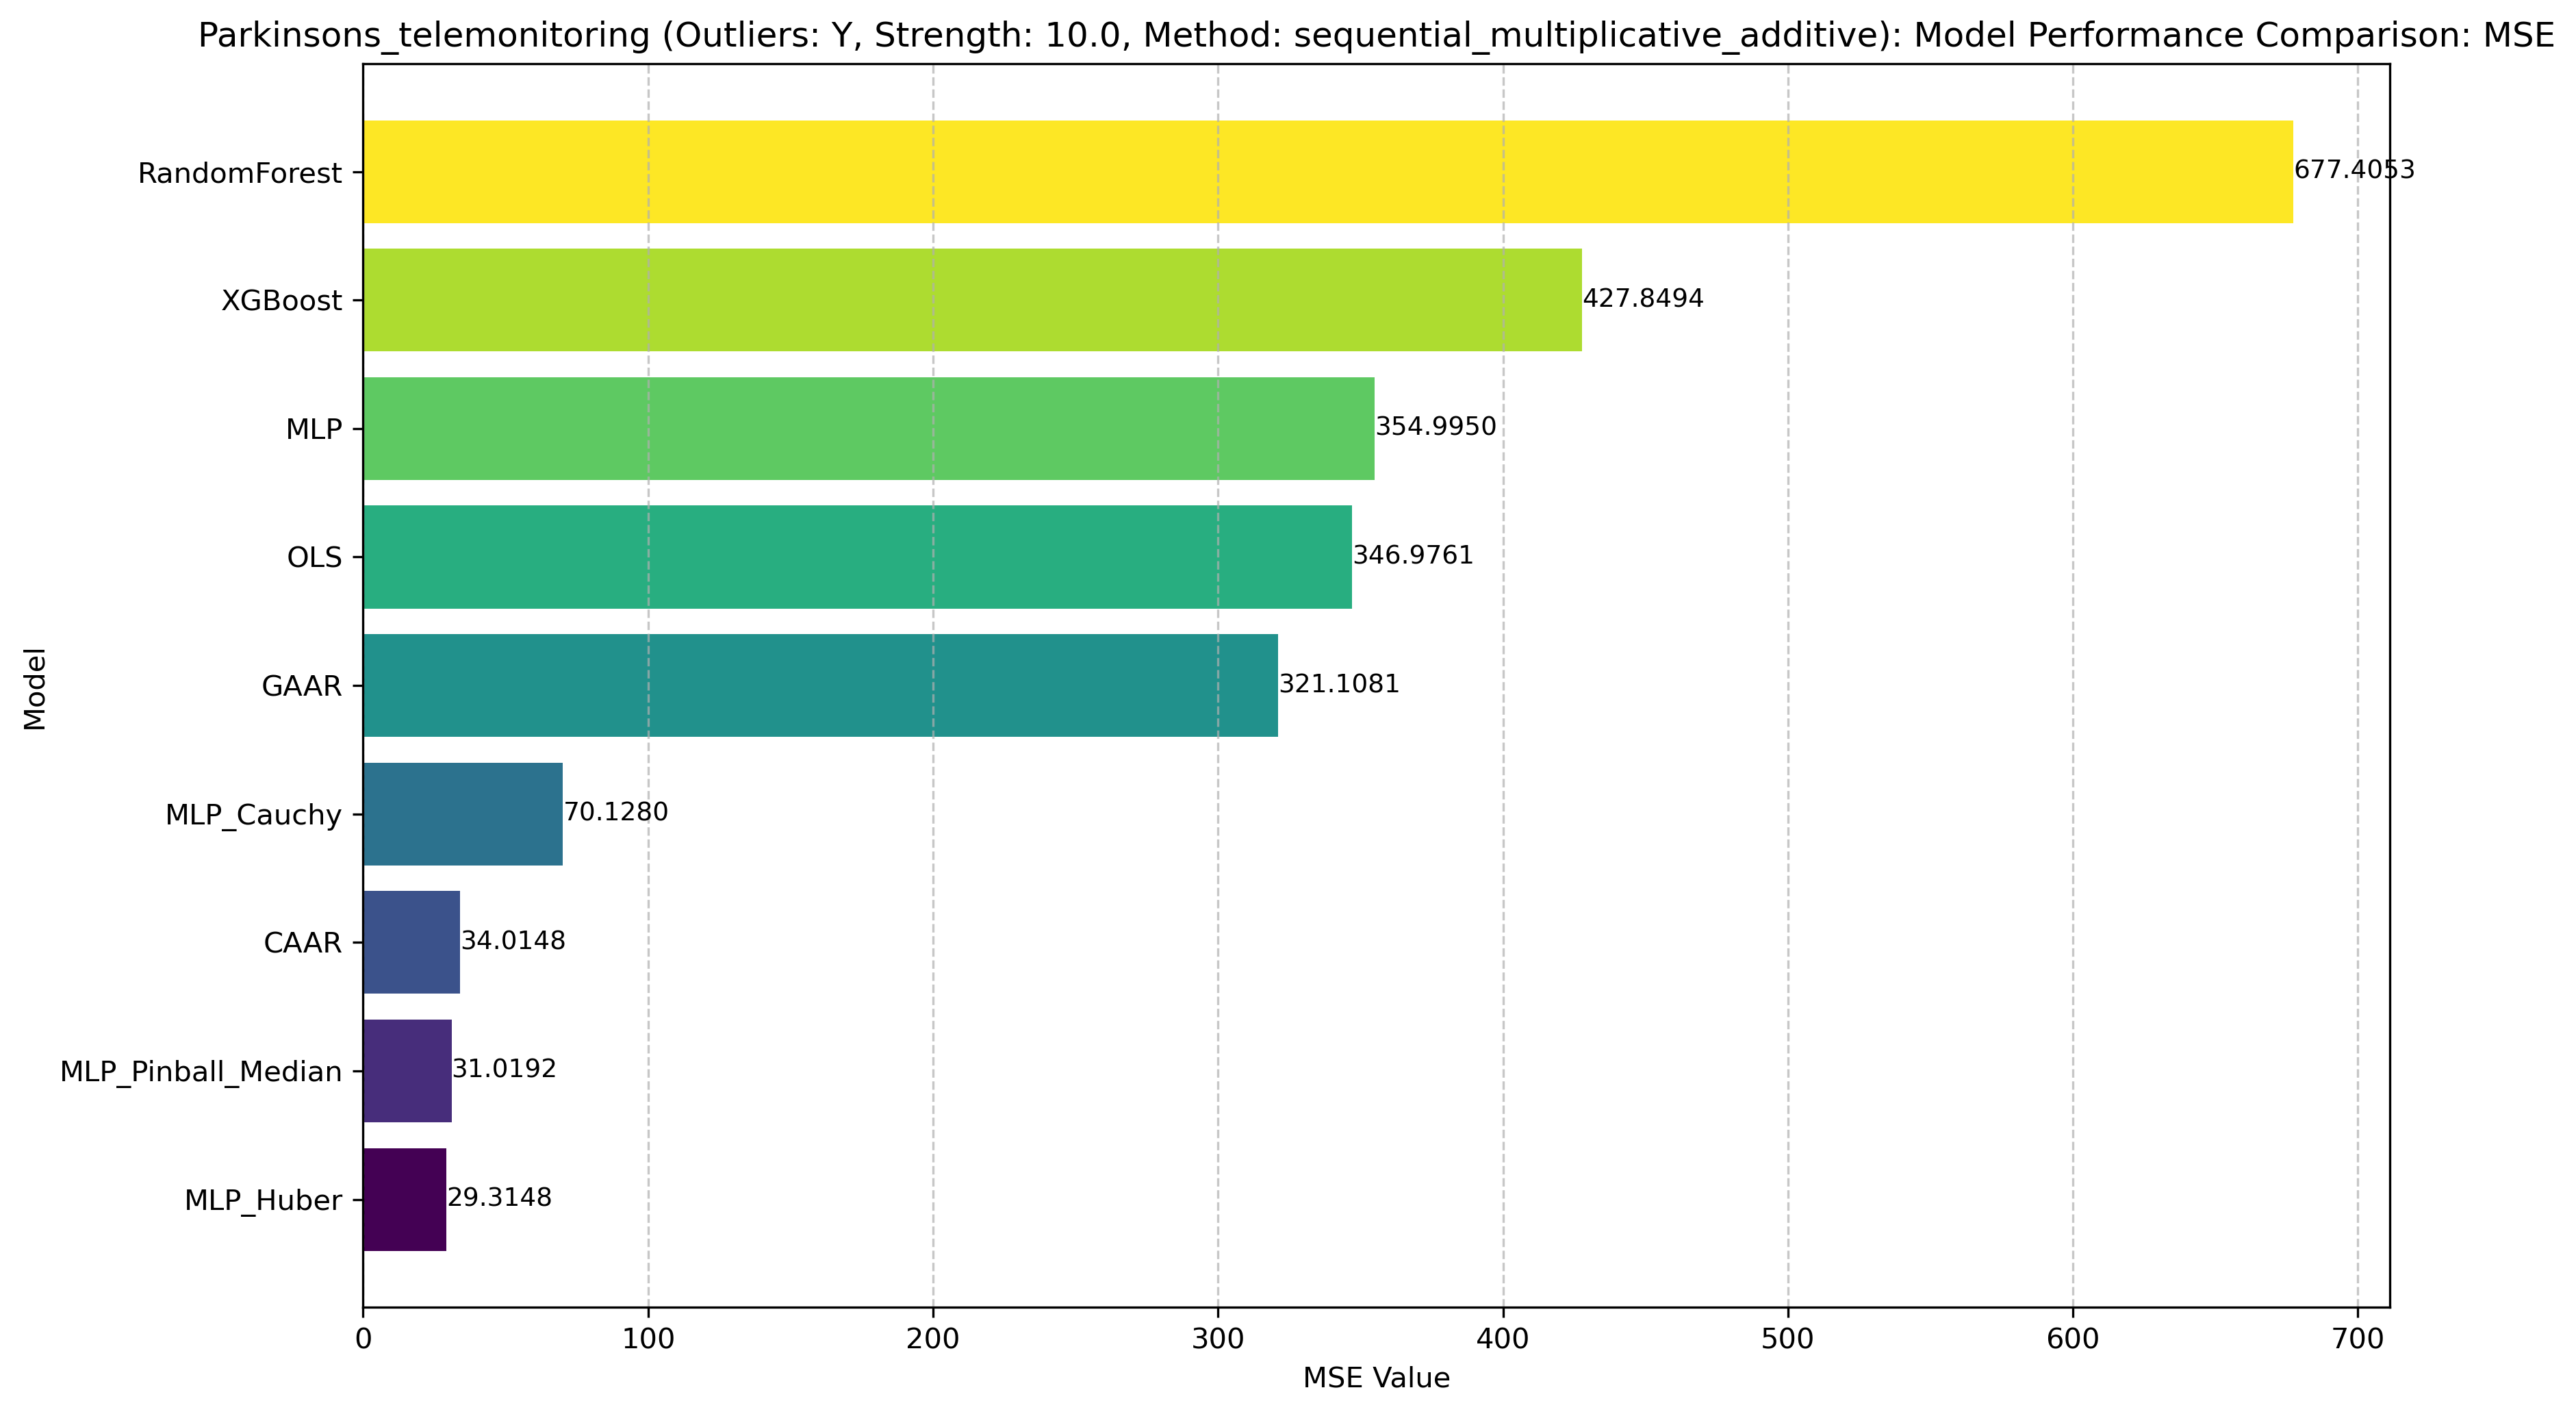 Parkinsons_telemonitoring (Outliers: Y, Strength: 10.0, Method: sequential_multiplicative_additive): Model Performance Comparison: MSE
RandomForest 677.4053
XGBoost 427.8494
MLP 354.9950
OLS 346.9761
GAAR 321.1081
Model
MLP_Cauchy 70.1280
CAAR 34.0148
MLP_Pinball_Median 31.0192
MLP_Huber 29.3148
0 100 200 300 400 500 600 700
MSE Value